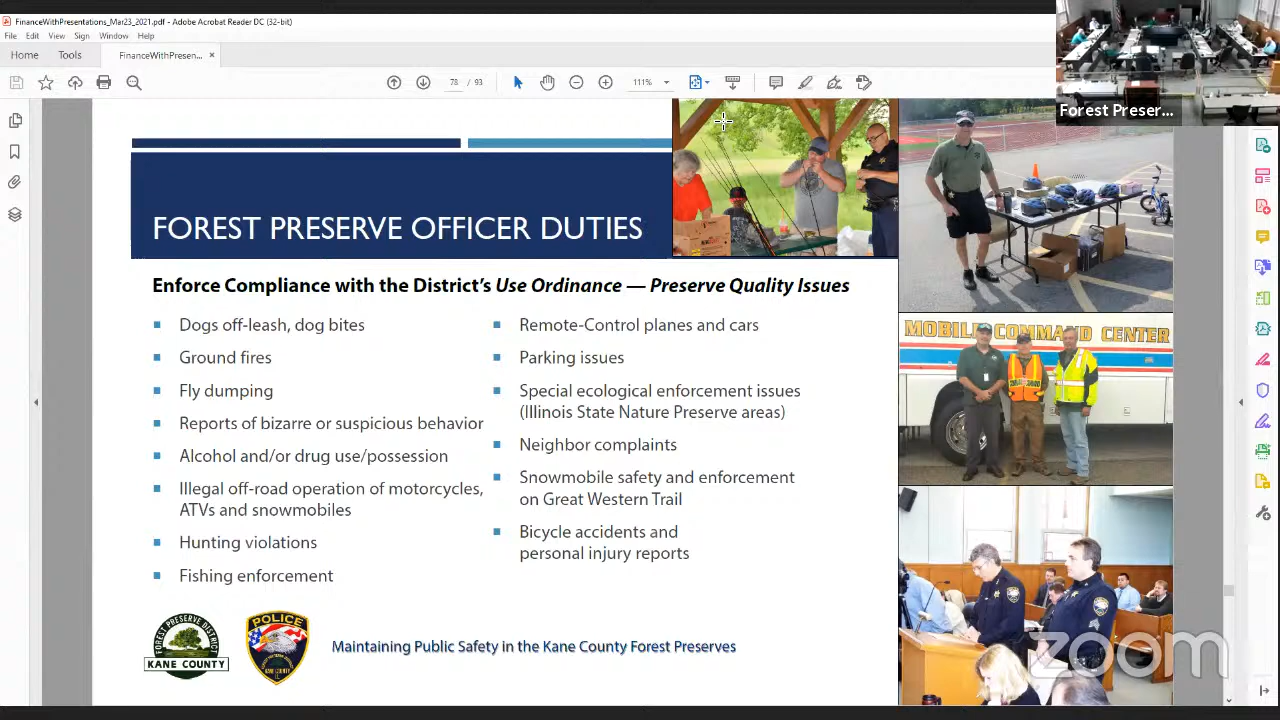 FinanceWithPresentations_Mar23_2021.pdf - Adobe Acrobat Reader DC (32-bit)
File Edit View Sign Window Help
Home Tools FinanceWithPresen... ×
78 93 111%
Forest Preser...
FOREST PRESERVE OFFICER DUTIES
Enforce Compliance with the District's Use Ordinance — Preserve Quality Issues
Dogs off-leash, dog bites
Ground fires
Fly dumping
Reports of bizarre or suspicious behavior
Alcohol and/or drug use/possession
Illegal off-road operation of motorcycles,
ATVs and snowmobiles
Hunting violations
Fishing enforcement
Remote-Control planes and cars
Parking issues
Special ecological enforcement issues
(Illinois State Nature Preserve areas)
Neighbor complaints
Snowmobile safety and enforcement
on Great Western Trail
Bicycle accidents and
personal injury reports
MOBILE COMMAND CENTER
FOREST PRESERVE DISTRICT
KANE COUNTY
POLICE
KANE COUNTY
Maintaining Public Safety in the Kane County Forest Preserves
zoom